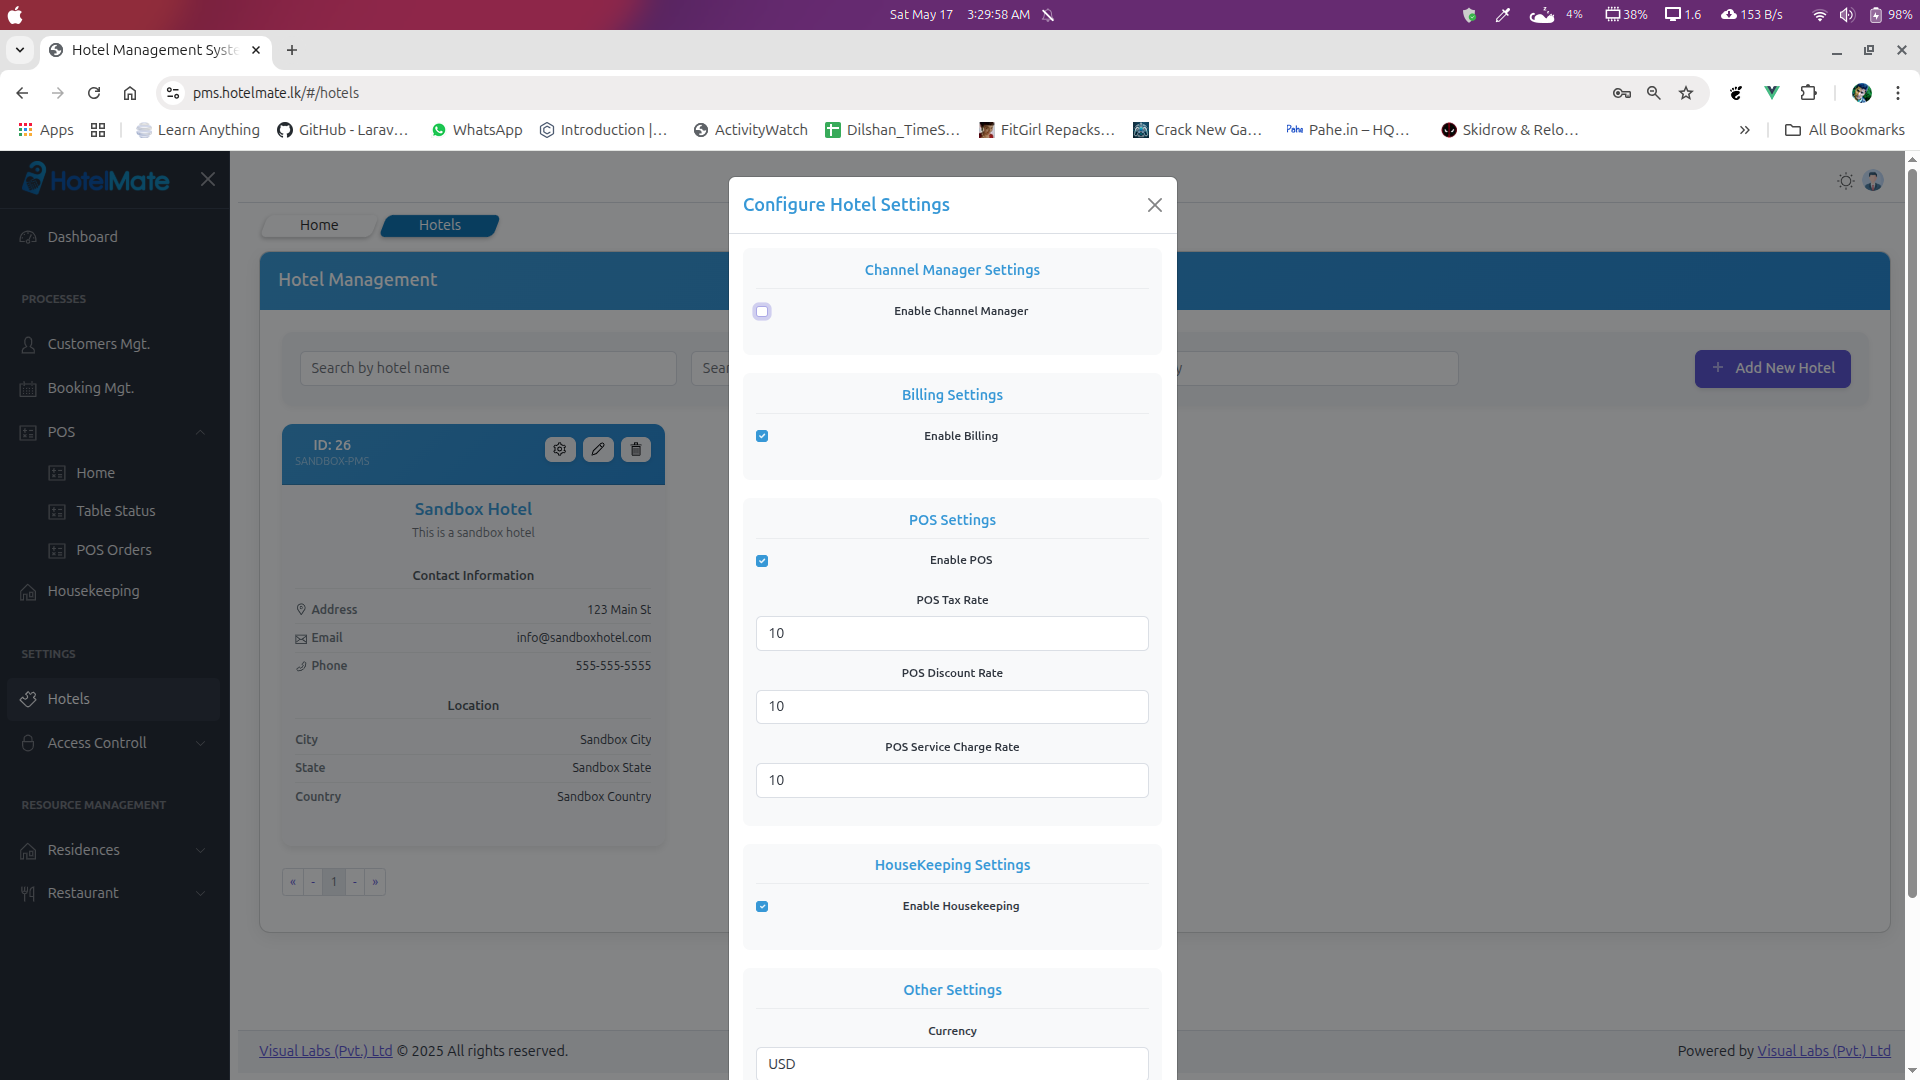 Sat May 17 3:29:58 AM
4%
38%
1.6
153 B/s
98%
Hotel Management Syste
pms.hotelmate.lk/#/hotels
Apps
Learn Anything
GitHub - Larav...
WhatsApp
Introduction |...
ActivityWatch
Dilshan_TimeS...
FitGirl Repacks...
Crack New Ga...
Pahe Pahe.in – HQ...
Skidrow & Relo...
»
All Bookmarks
HotelMate
Dashboard
PROCESSES
Customers Mgt.
Booking Mgt.
POS
Home
Table Status
POS Orders
Housekeeping
SETTINGS
Hotels
Access Controll
RESOURCE MANAGEMENT
Residences
Restaurant
Home
Hotels
Hotel Management
Search by hotel name
+ Add New Hotel
ID: 26
SANDBOX-PMS
Sandbox Hotel
This is a sandbox hotel
Contact Information
Address 123 Main St
Email info@sandboxhotel.com
Phone 555-555-5555
Location
City Sandbox City
State Sandbox State
Country Sandbox Country
« - 1 - »
Configure Hotel Settings
Channel Manager Settings
Enable Channel Manager
Billing Settings
Enable Billing
POS Settings
Enable POS
POS Tax Rate
10
POS Discount Rate
10
POS Service Charge Rate
10
HouseKeeping Settings
Enable Housekeeping
Other Settings
Currency
USD
Visual Labs (Pvt.) Ltd © 2025 All rights reserved.
Powered by Visual Labs (Pvt.) Ltd